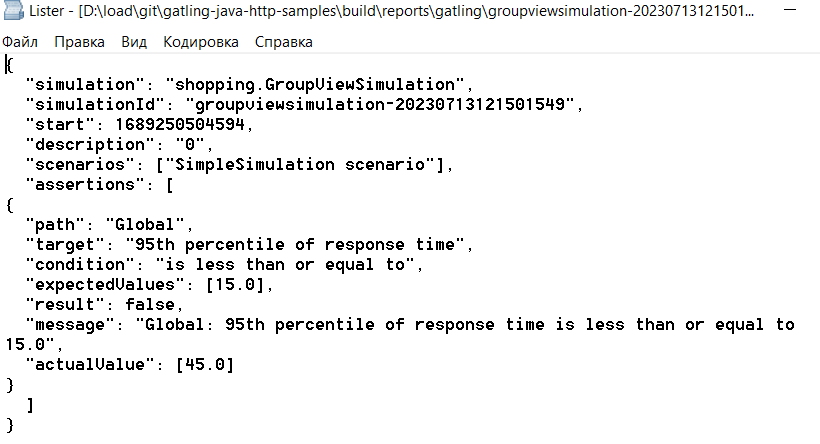 Lister - [D:\load\git\gatling-java-http-samples\build\reports\gatling\groupviewsimulation-20230713121501...
Файл Правка Вид Кодировка Справка
{
  "simulation": "shopping.GroupViewSimulation",
  "simulationId": "groupviewsimulation-20230713121501549",
  "start": 1689250504594,
  "description": "0",
  "scenarios": ["SimpleSimulation scenario"],
  "assertions": [
{
  "path": "Global",
  "target": "95th percentile of response time",
  "condition": "is less than or equal to",
  "expectedValues": [15.0],
  "result": false,
  "message": "Global: 95th percentile of response time is less than or equal to
15.0",
  "actualValue": [45.0]
}
  ]
}